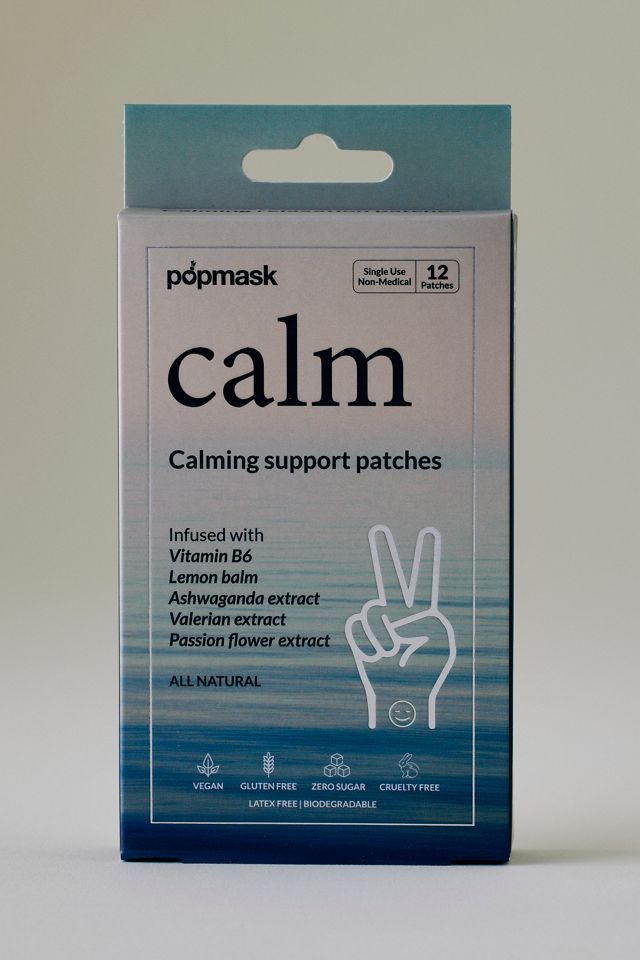 popmask
Single Use
Non-Medical
12
Patches
calm
Calming support patches
Infused with
Vitamin B6
Lemon balm
Ashwaganda extract
Valerian extract
Passion flower extract
ALL NATURAL
VEGAN
GLUTEN FREE
ZERO SUGAR
CRUELTY FREE
LATEX FREE | BIODEGRADABLE